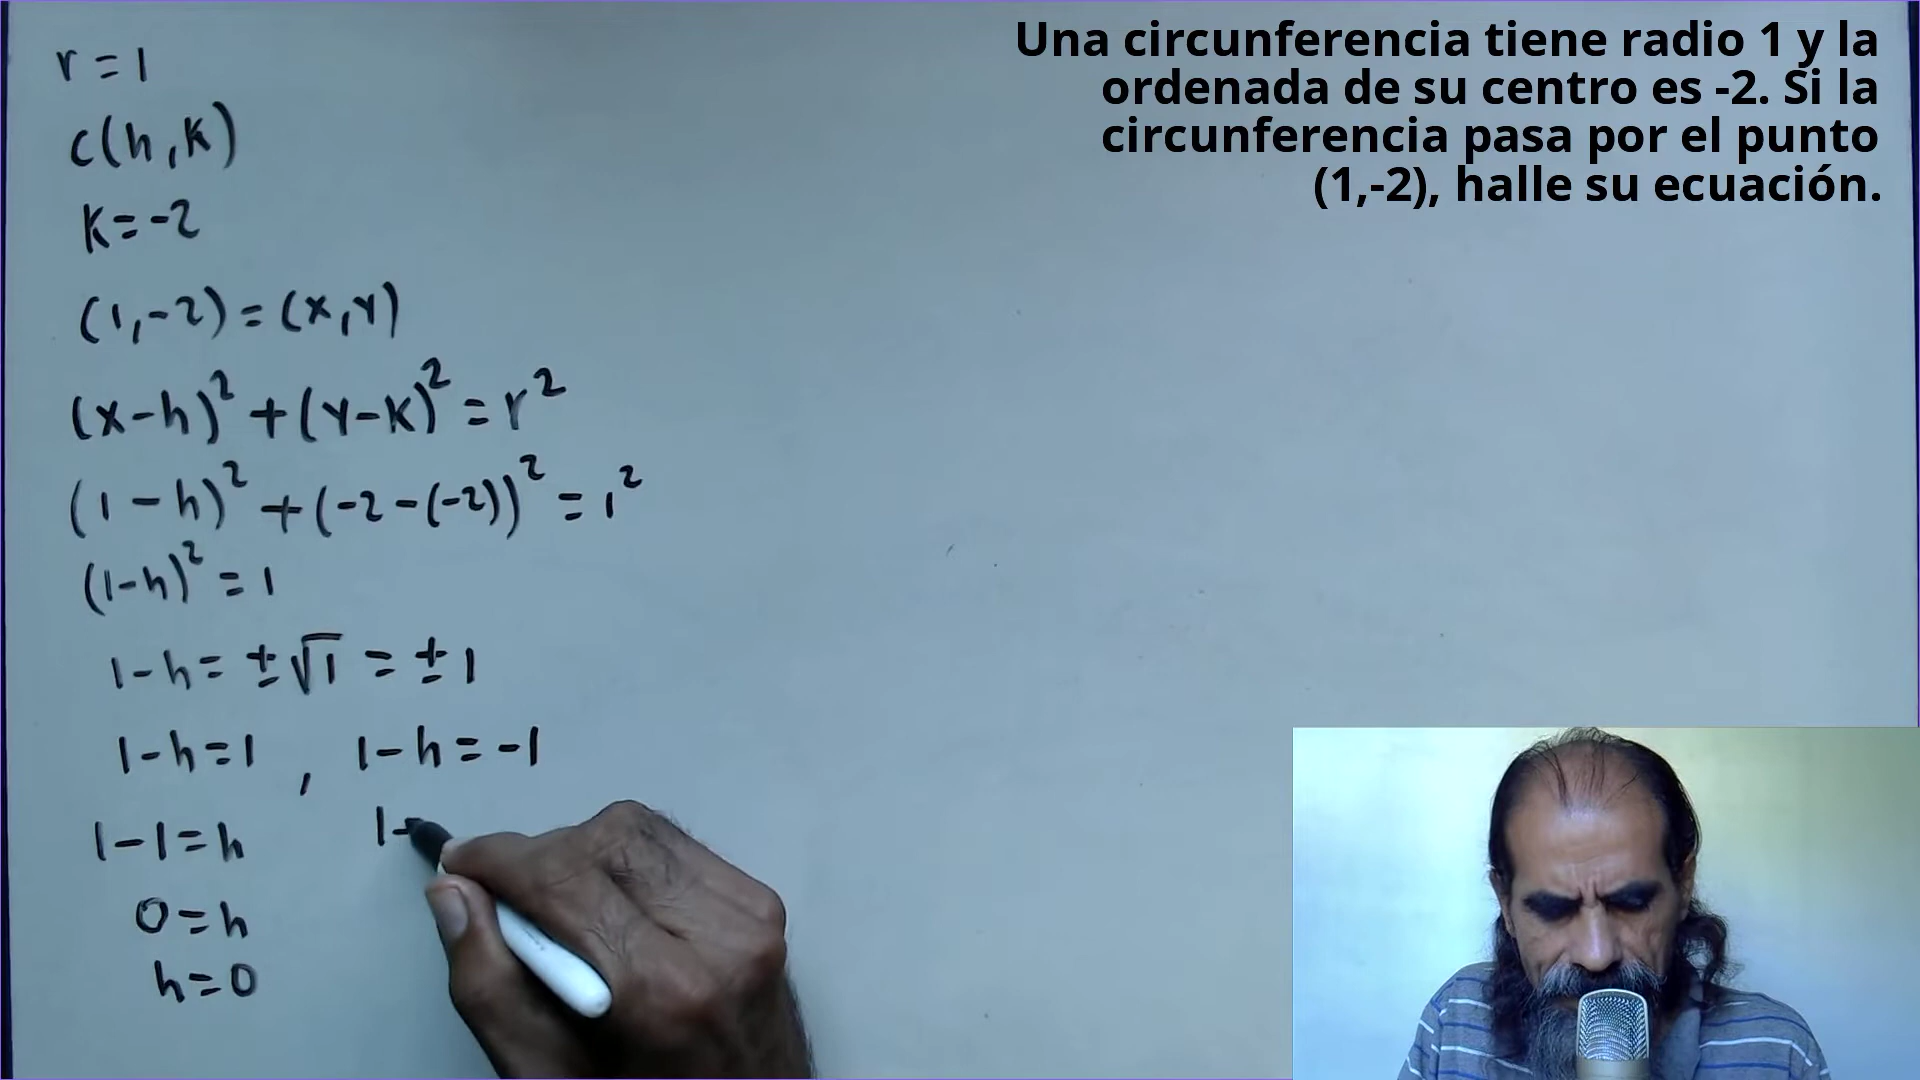 Una circunferencia tiene radio 1 y la
ordenada de su centro es -2. Si la
circunferencia pasa por el punto
(1,-2), halle su ecuación.
r = 1
c(h,k)
k = -2
(1,-2) = (x,y)
(x-h)² + (y-k)² = r²
(1-h)² + (-2-(-2))² = 1²
(1-h)² = 1
1-h = ±√1 = ±1
1-h = 1 , 1-h = -1
1-1 = h 1-
0 = h
h = 0